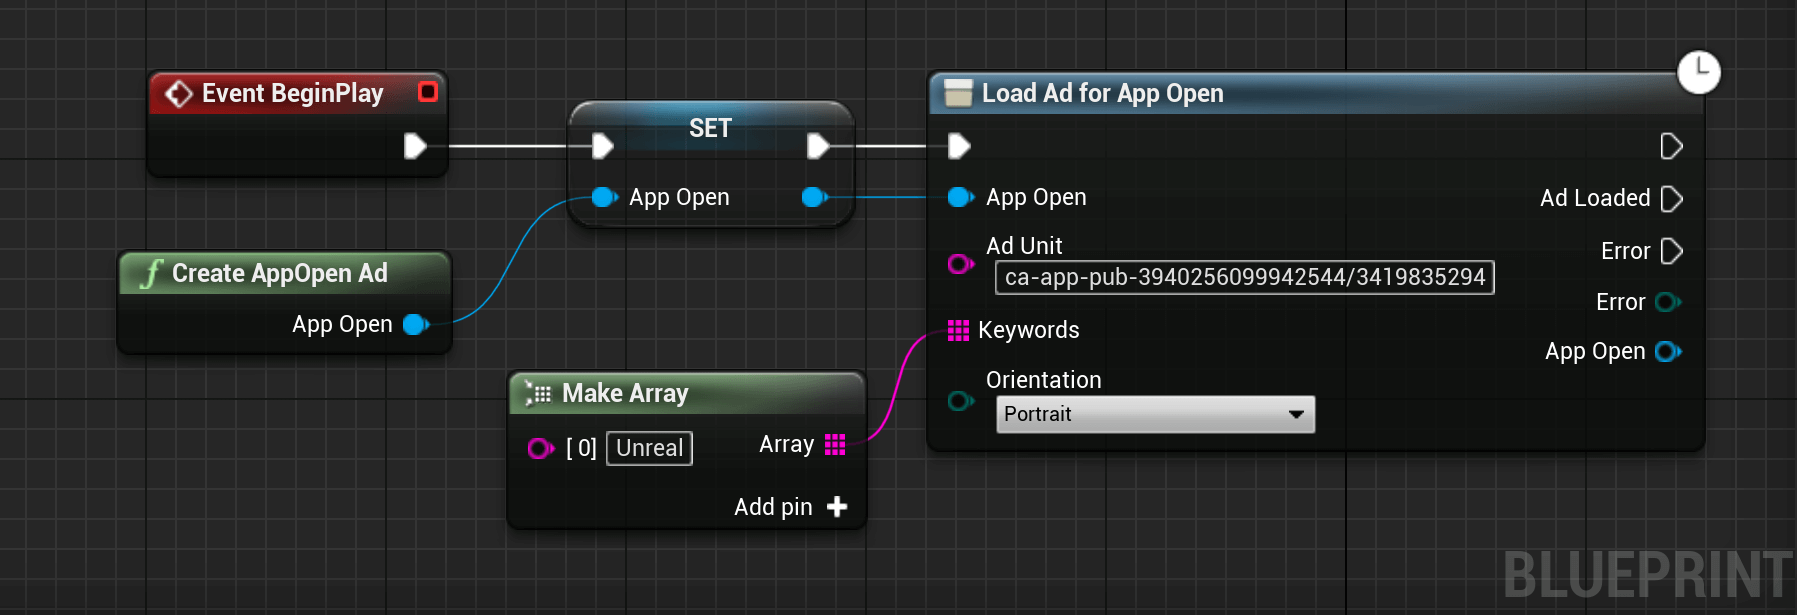 Event BeginPlay
SET
App Open
Create AppOpen Ad
App Open
Make Array
[ 0] Unreal
Array
Add pin
Load Ad for App Open
App Open
Ad Unit
ca-app-pub-3940256099942544/3419835294
Keywords
Orientation
Portrait
Ad Loaded
Error
Error
App Open
BLUEPRINT